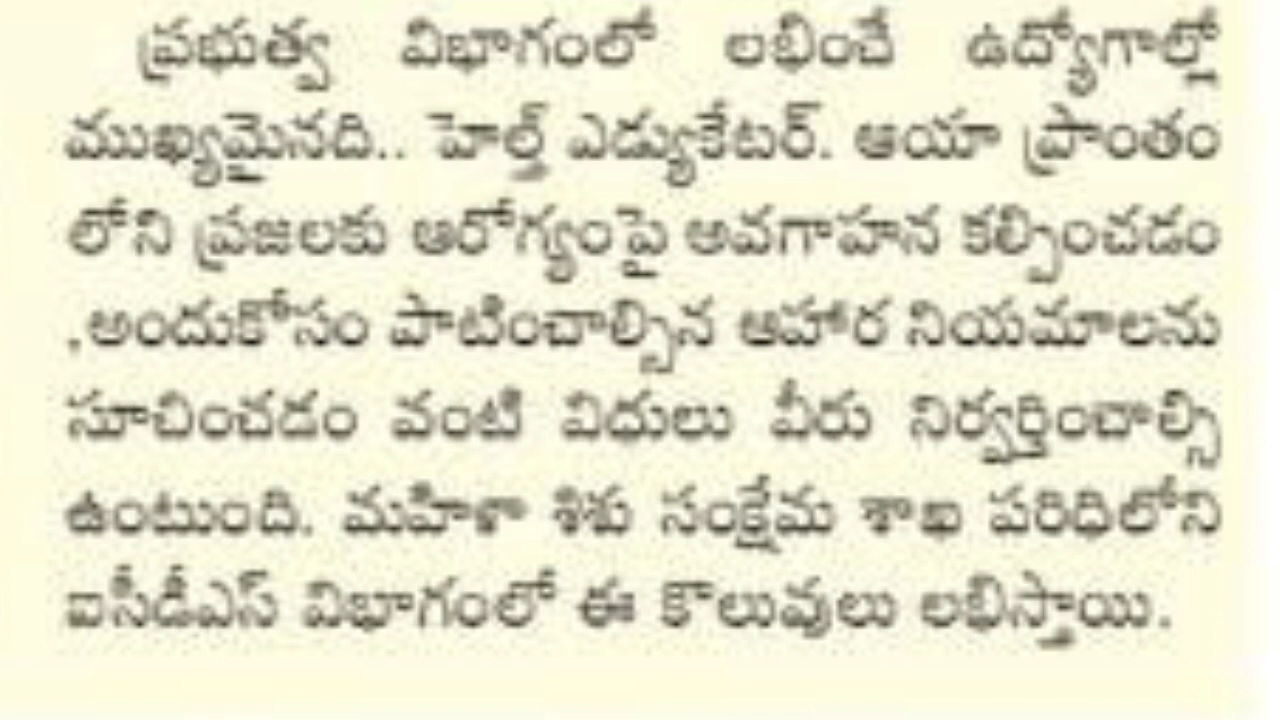 ప్రభుత్వ విభాగంలో లభించే ఉద్యోగాల్లో
ముఖ్యమైనది.. హెల్త్ ఎడ్యుకేటర్. ఆయా ప్రాంతం
లోని ప్రజలకు ఆరోగ్యంపై అవగాహన కల్పించడం
,అందుకోసం పాటించాల్సిన ఆహార నియమాలను
సూచించడం వంటి విధులు వీరు నిర్వర్తించాల్సి
ఉంటుంది. మహిళా శిశు సంక్షేమ శాఖ పరిధిలోని
ఐసీడీఎస్ విభాగంలో ఈ కొలువులు లభిస్తాయి.